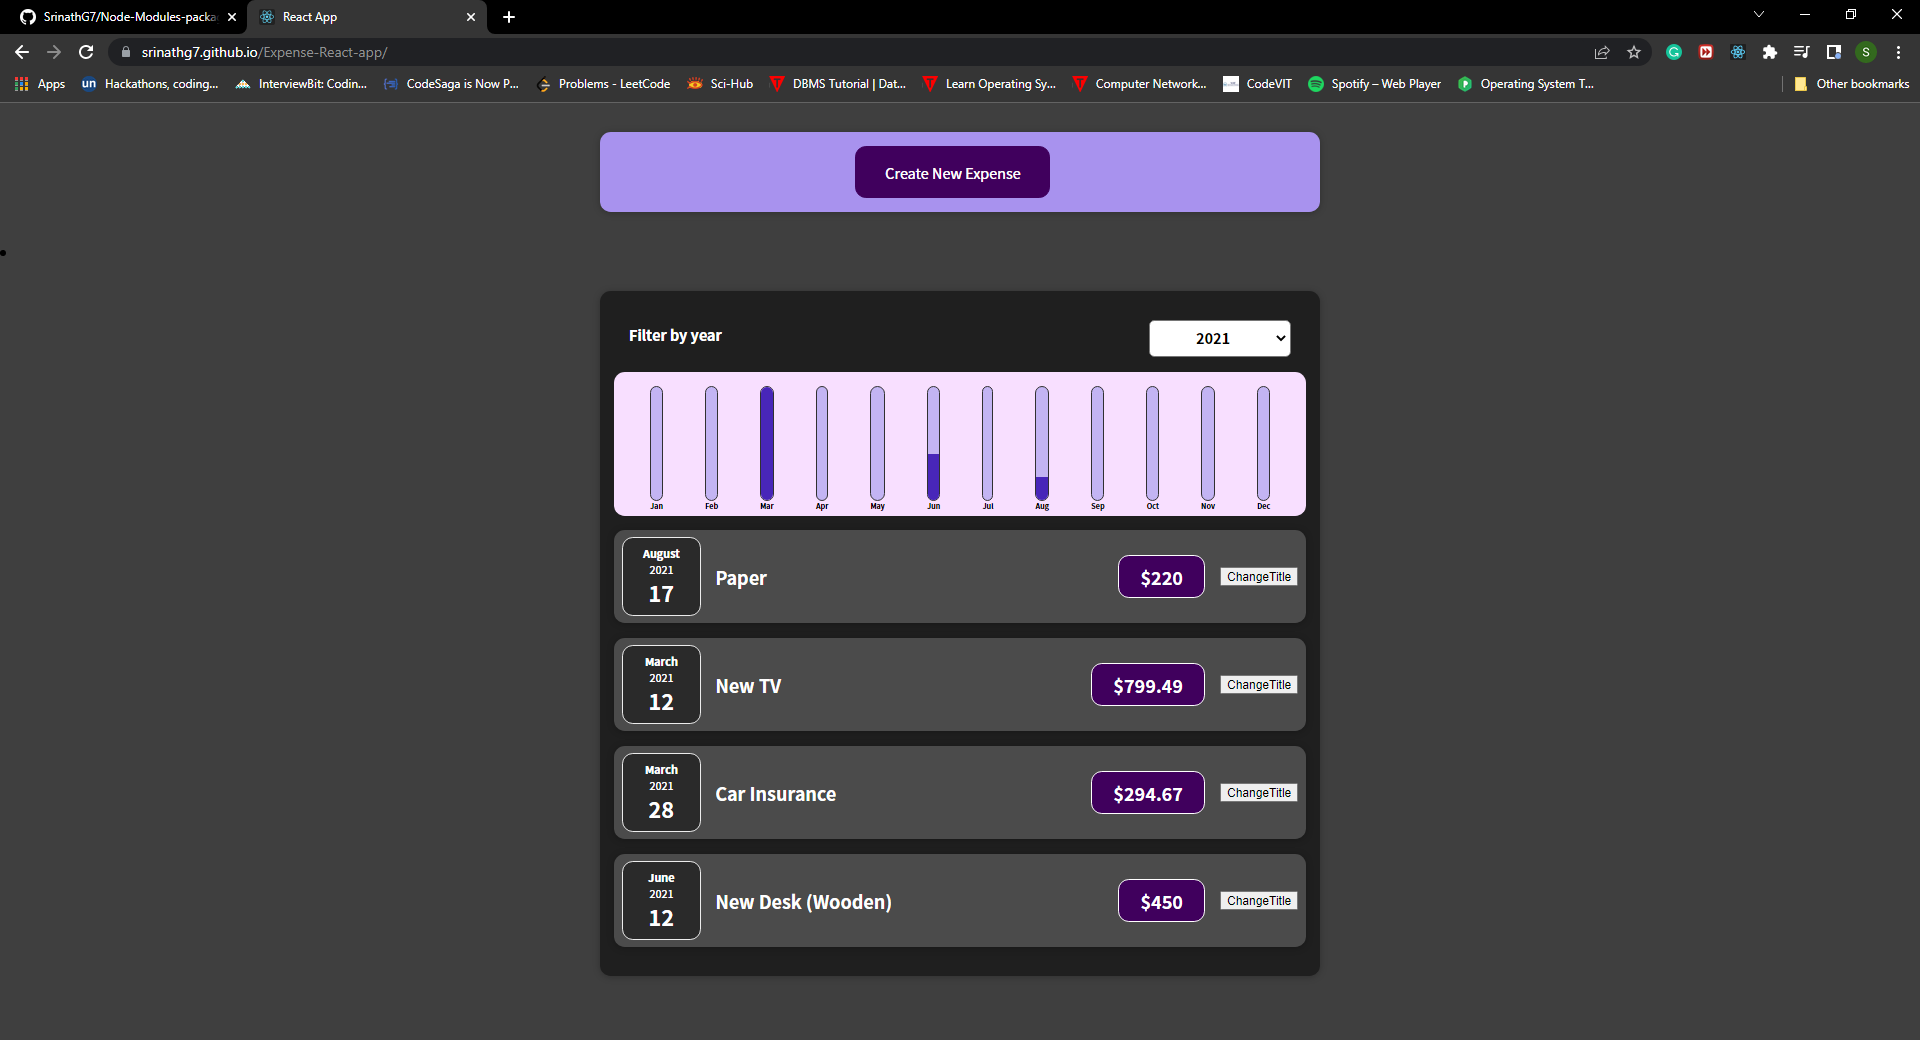 SrinathG7/Node-Modules-packa
React App
srinathg7.github.io/Expense-React-app/
S
Apps
un Hackathons, coding...
InterviewBit: Codin...
CodeSaga is Now P...
Problems - LeetCode
Sci-Hub
DBMS Tutorial | Dat...
Learn Operating Sy...
Computer Network...
CodeVIT
Spotify – Web Player
Operating System T...
Other bookmarks
Create New Expense
Filter by year
2021
Jan Feb Mar Apr May Jun Jul Aug Sep Oct Nov Dec
August
2021
17
Paper
$220
ChangeTitle
March
2021
12
New TV
$799.49
ChangeTitle
March
2021
28
Car Insurance
$294.67
ChangeTitle
June
2021
12
New Desk (Wooden)
$450
ChangeTitle